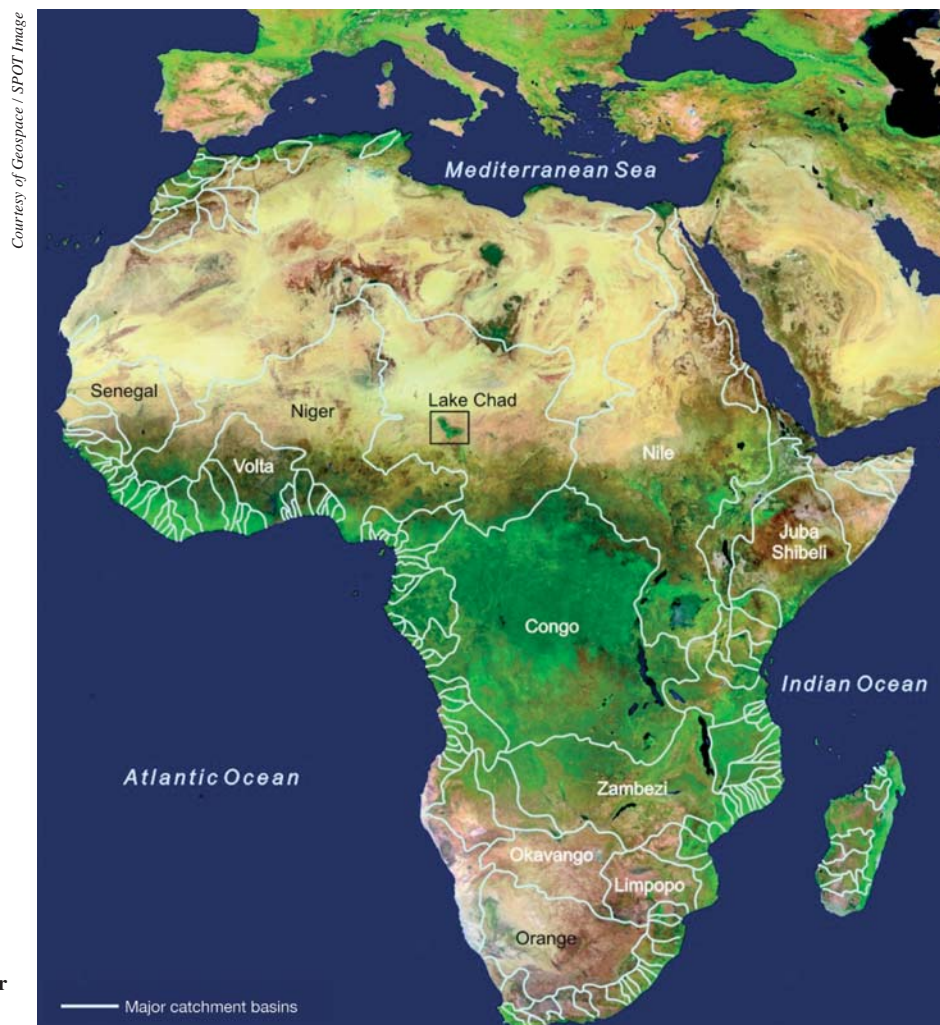 Courtesy of Geospace / SPOT Image
Mediterranean Sea
Senegal
Niger
Lake Chad
Volta
Nile
Juba
Shibeli
Congo
Indian Ocean
Atlantic Ocean
Zambezi
Okavango
Limpopo
Orange
r
Major catchment basins